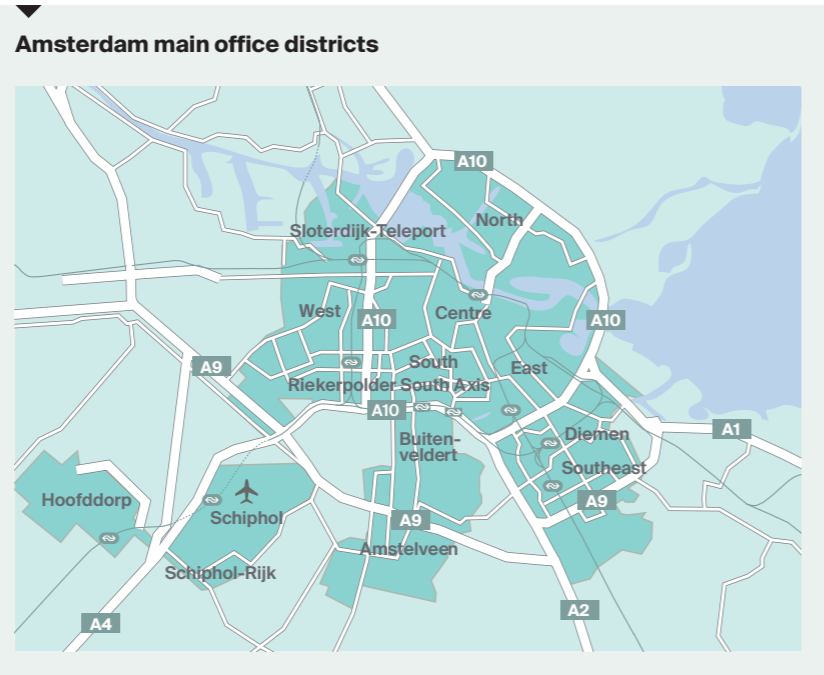 Amsterdam main office districts
A10
North
Sloterdijk-Teleport
West
A10
Centre
A10
A9
South
East
Riekerpolder South Axis
A10
Buiten-
veldert
Diemen
A1
Southeast
Hoofddorp
A9
Schiphol
A9
Amstelveen
Schiphol-Rijk
A4
A2